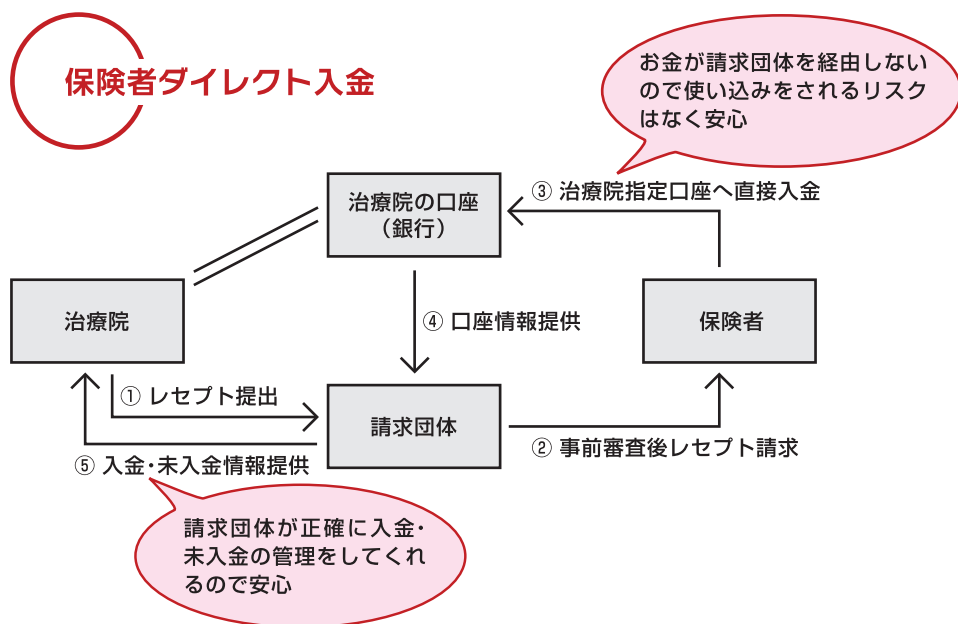 保険者ダイレクト入金
お金が請求団体を経由しない
ので使い込みをされるリスク
はなく安心
③ 治療院指定口座へ直接入金
治療院の口座
（銀行）
治療院
④ 口座情報提供
保険者
① レセプト提出
請求団体
② 事前審査後レセプト請求
⑤ 入金・未入金情報提供
請求団体が正確に入金・
未入金の管理をしてくれ
るので安心